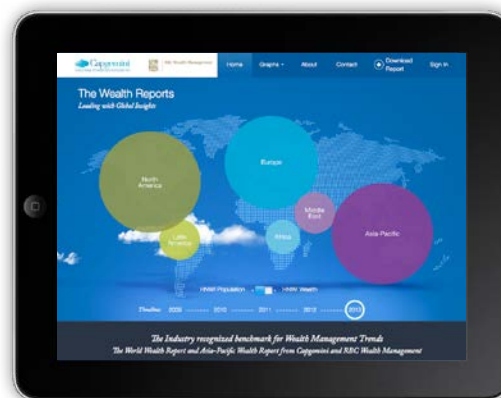 Capgemini
RBC Wealth Management
Home
Graphs
About
Contact
Download
Report
Sign In
The Wealth Reports
Leading with Global Insights
North
America
Europe
Middle
East
Latin
America
Africa
Asia-Pacific
HNWI Population
HNWI Wealth
Timeline
2009
2010
2011
2012
2013
The Industry recognized benchmark for Wealth Management Trends
The World Wealth Report and Asia-Pacific Wealth Report from Capgemini and RBC Wealth Management